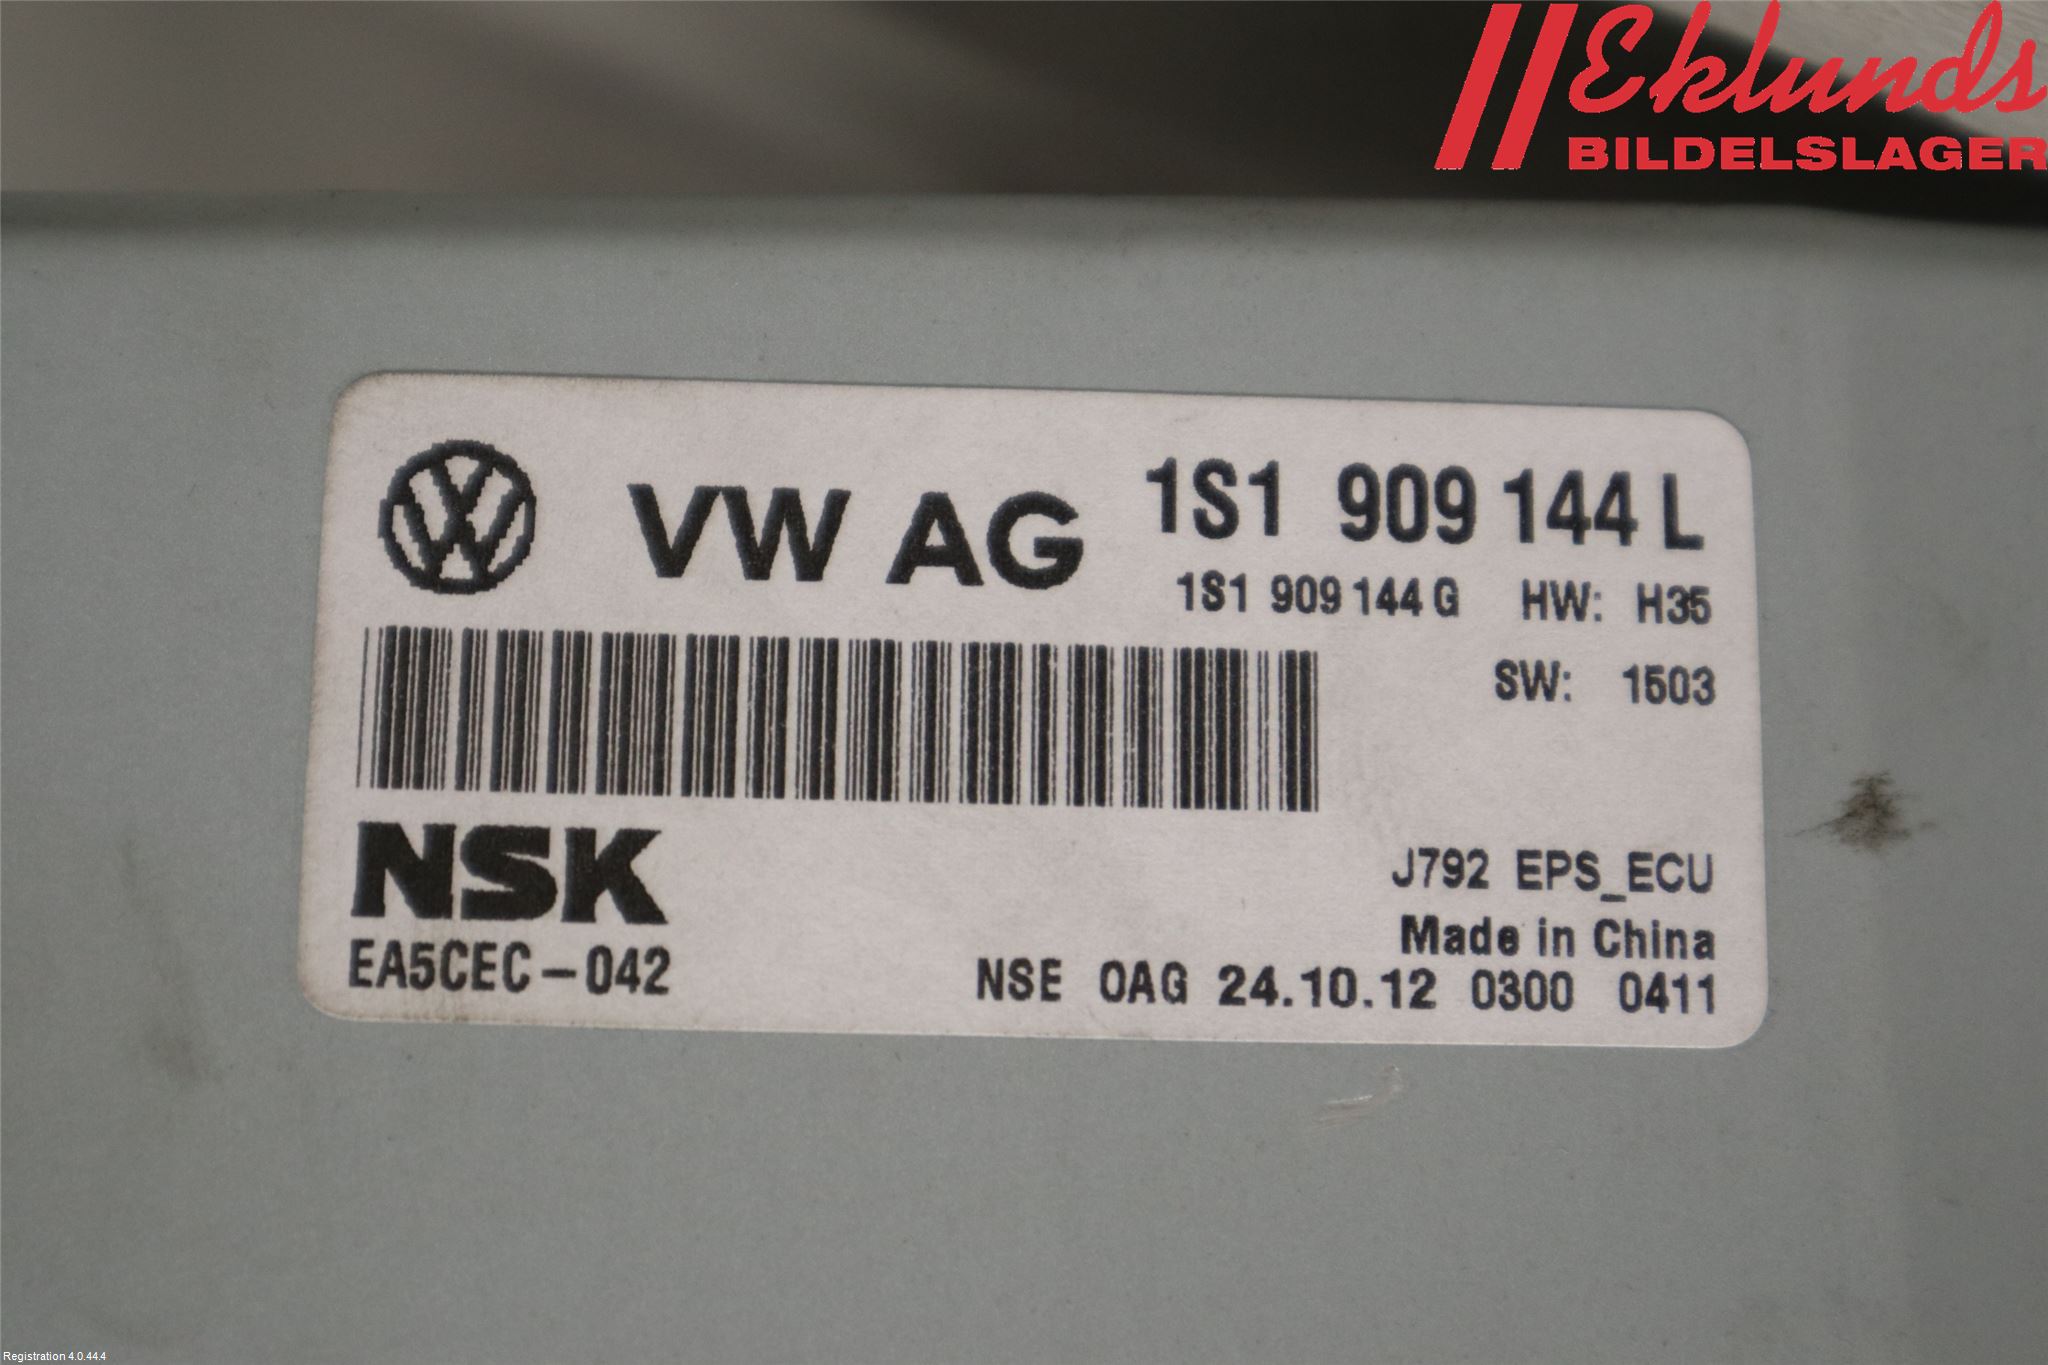 Eklunds
BILDELSLAGER
VW AG 1S1 909 144 L
1S1 909 144 G HW: H35
SW: 1503
NSK
J792 EPS_ECU
Made in China
EA5CEC-042 NSE OAG 24.10.12 0300 0411
Registration 4.0.44.4